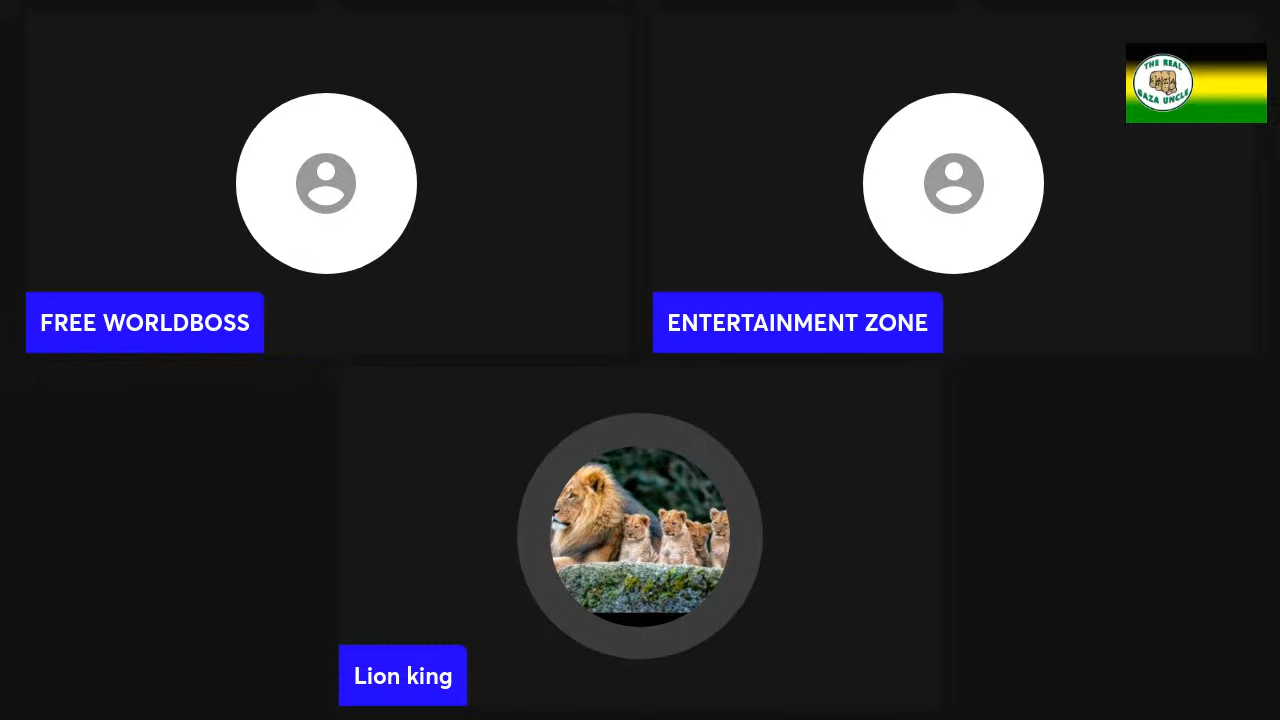 THE REAL
GAZA UNCLE
FREE WORLDBOSS
ENTERTAINMENT ZONE
Lion king